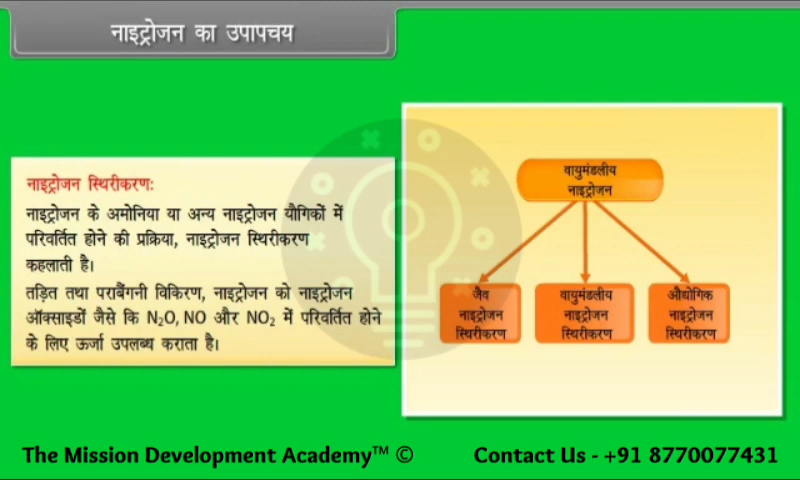 नाइट्रोजन का उपापचय
नाइट्रोजन स्थिरीकरण:
नाइट्रोजन के अमोनिया या अन्य नाइट्रोजन यौगिकों में
परिवर्तित होने की प्रक्रिया, नाइट्रोजन स्थिरीकरण
कहलाती है।
तड़ित तथा पराबैंगनी विकिरण, नाइट्रोजन को नाइट्रोजन
ऑक्साइडों जैसे कि N₂O, NO और NO₂ में परिवर्तित होने
के लिए ऊर्जा उपलब्ध कराता है।
वायुमंडलीय
नाइट्रोजन
जैव
नाइट्रोजन
स्थिरीकरण
वायुमंडलीय
नाइट्रोजन
स्थिरीकरण
औद्योगिक
नाइट्रोजन
स्थिरीकरण
The Mission Development Academy™ ©
Contact Us - +91 8770077431